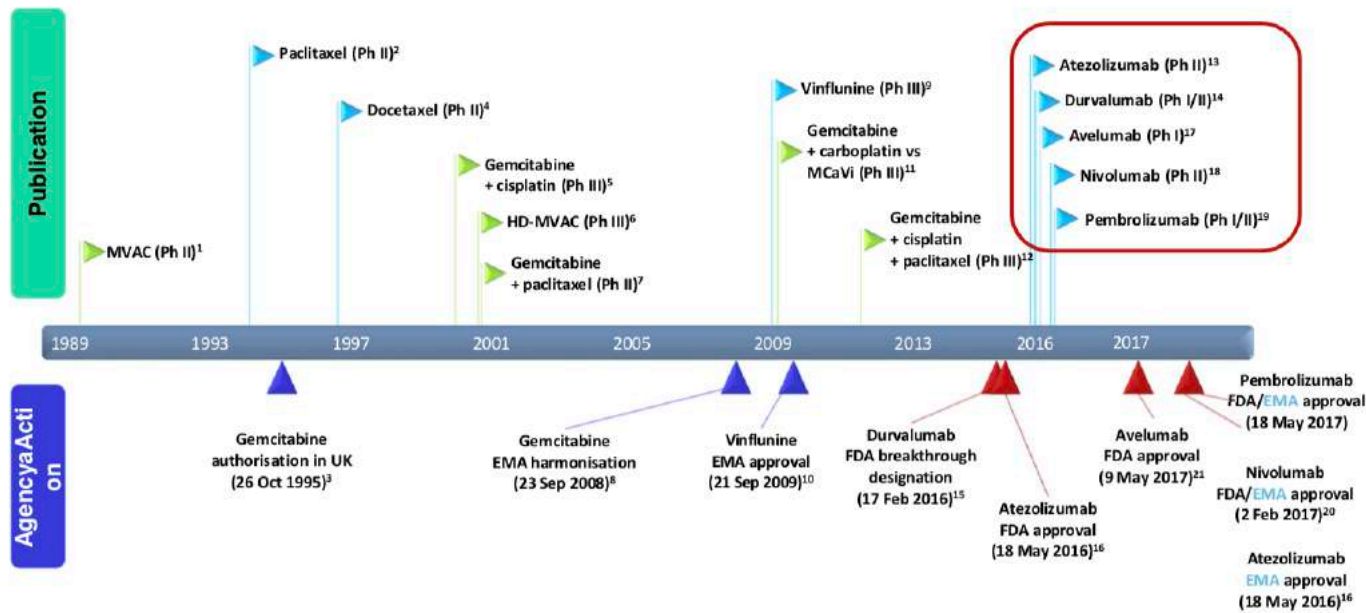 Publication
Paclitaxel (Ph II)2
Docetaxel (Ph II)4
Gemcitabine
+ cisplatin (Ph III)5
HD-MVAC (Ph III)6
Gemcitabine
+ paclitaxel (Ph II)7
MVAC (Ph II)1
Vinflunine (Ph III)9
Gemcitabine
+ carboplatin vs
MCaVi (Ph III)11
Gemcitabine
+ cisplatin
+ paclitaxel (Ph III)12
Atezolizumab (Ph II)13
Durvalumab (Ph I/II)14
Avelumab (Ph I)17
Nivolumab (Ph II)18
Pembrolizumab (Ph I/II)19
1989 1993 1997 2001 2005 2009 2013 2016 2017
AgencyaActi
on
Gemcitabine
authorisation in UK
(26 Oct 1995)3
Gemcitabine
EMA harmonisation
(23 Sep 2008)8
Vinflunine
EMA approval
(21 Sep 2009)10
Durvalumab
FDA breakthrough
designation
(17 Feb 2016)15
Atezolizumab
FDA approval
(18 May 2016)16
Avelumab
FDA approval
(9 May 2017)21
Pembrolizumab
FDA/EMA approval
(18 May 2017)
Nivolumab
FDA/EMA approval
(2 Feb 2017)20
Atezolizumab
EMA approval
(18 May 2016)16